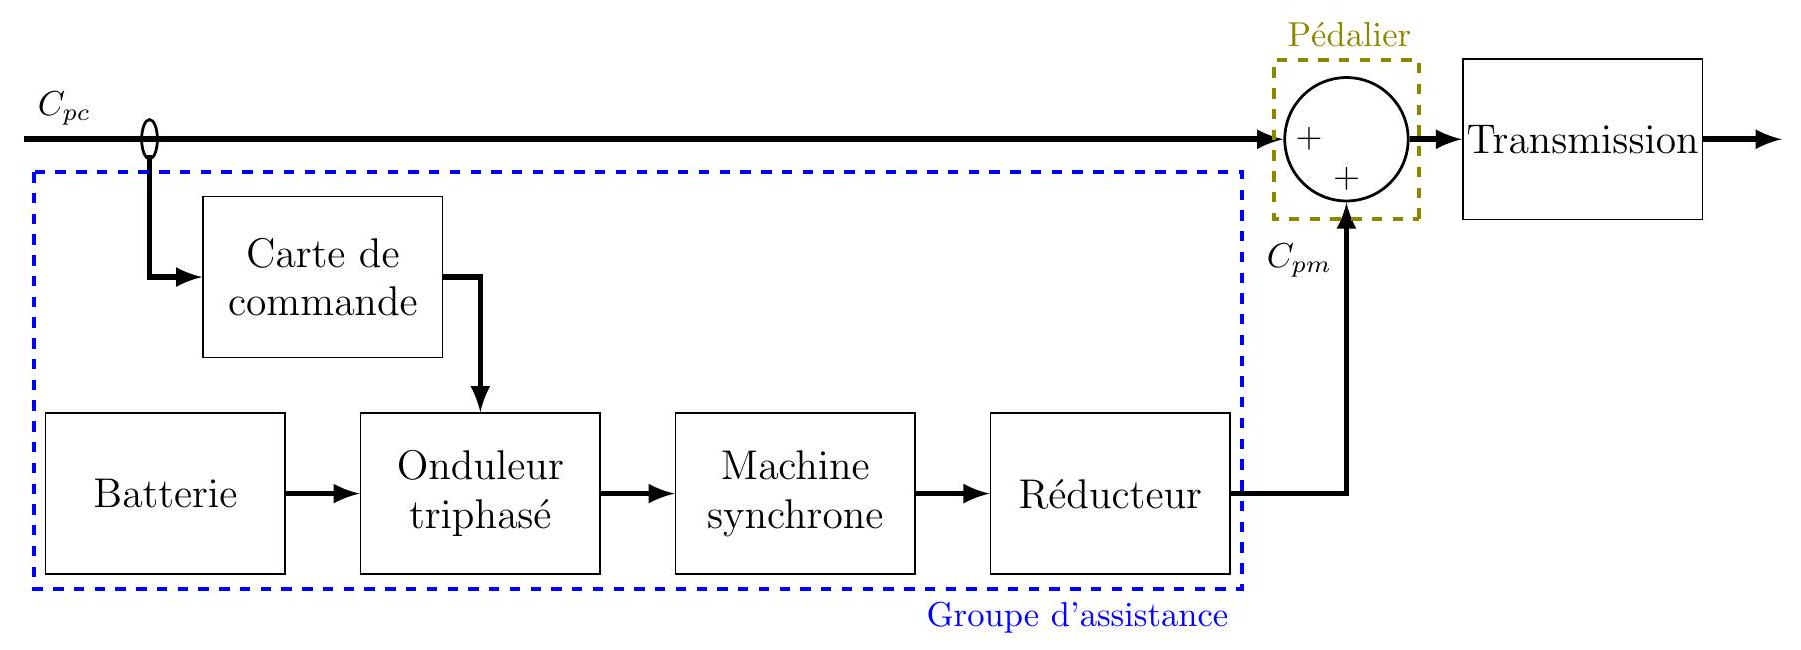 Pédalier
C_{pc}
+
Transmission
+
Carte de
commande
C_{pm}
Batterie
Onduleur
triphasé
Machine
synchrone
Réducteur
Groupe d'assistance